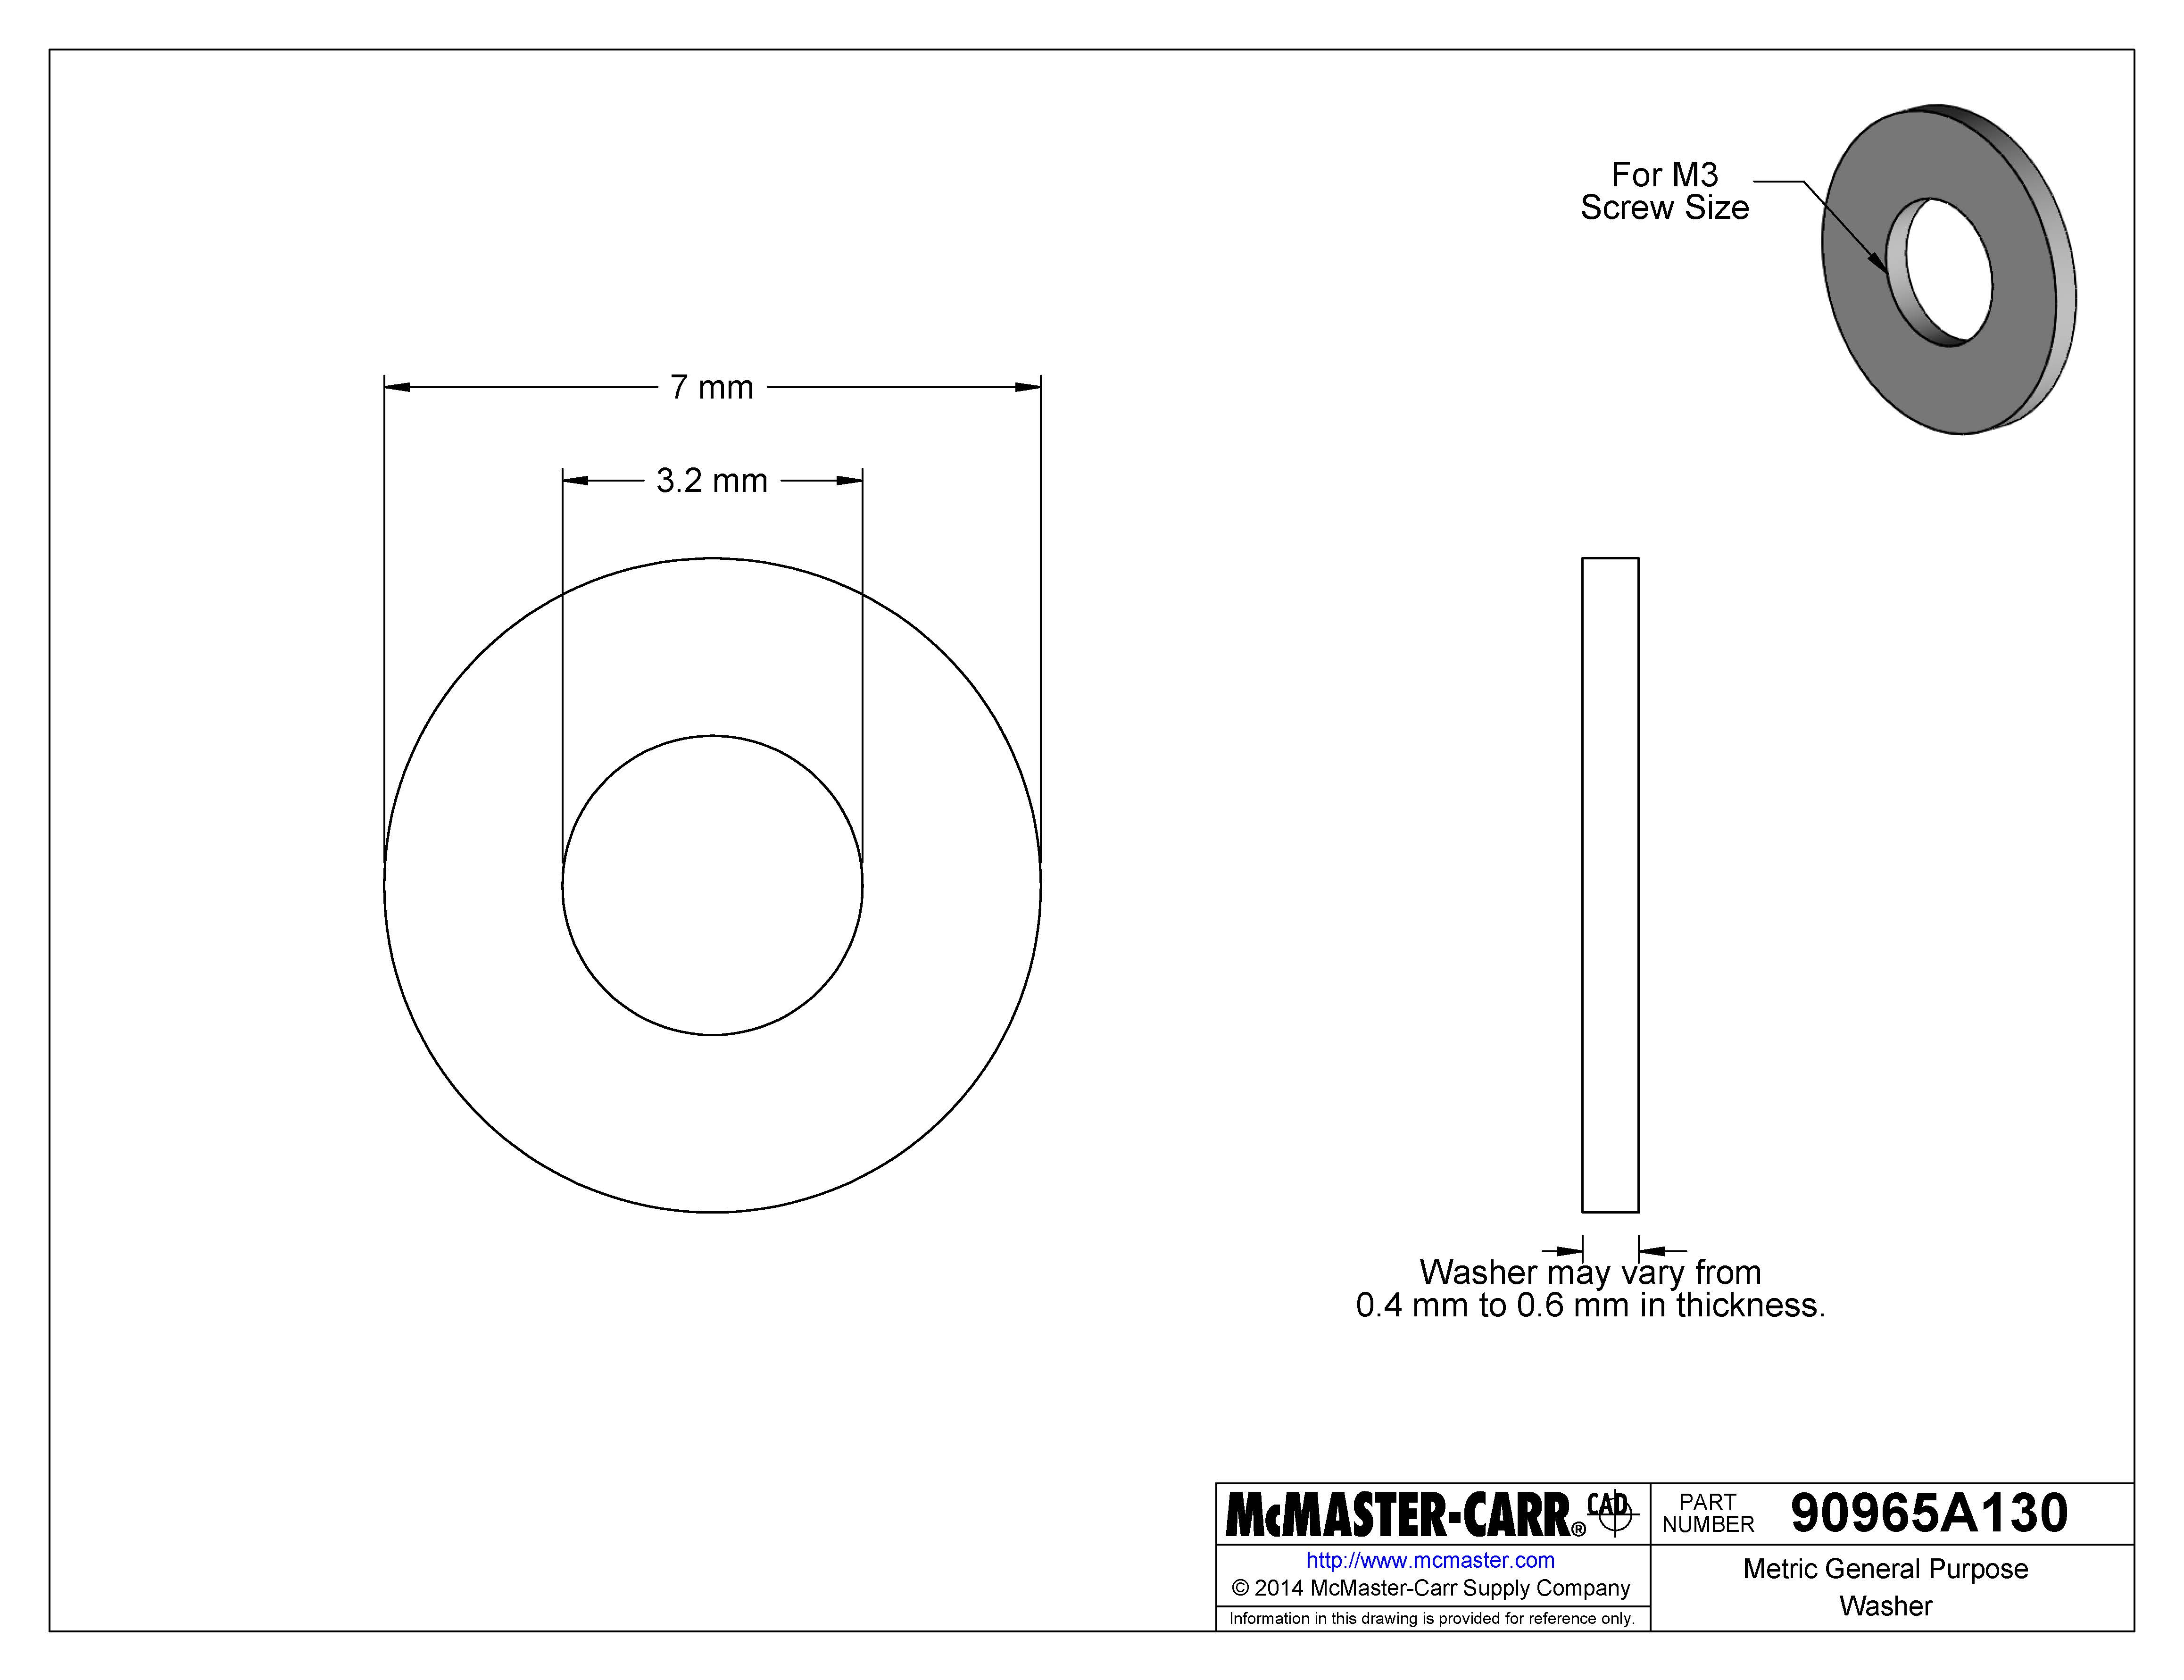 For M3
Screw Size
7 mm
3.2 mm
Washer may vary from
0.4 mm to 0.6 mm in thickness.
McMASTER-CARR® CAD
http://www.mcmaster.com
© 2014 McMaster-Carr Supply Company
Information in this drawing is provided for reference only.
PART
NUMBER
90965A130
Metric General Purpose
Washer